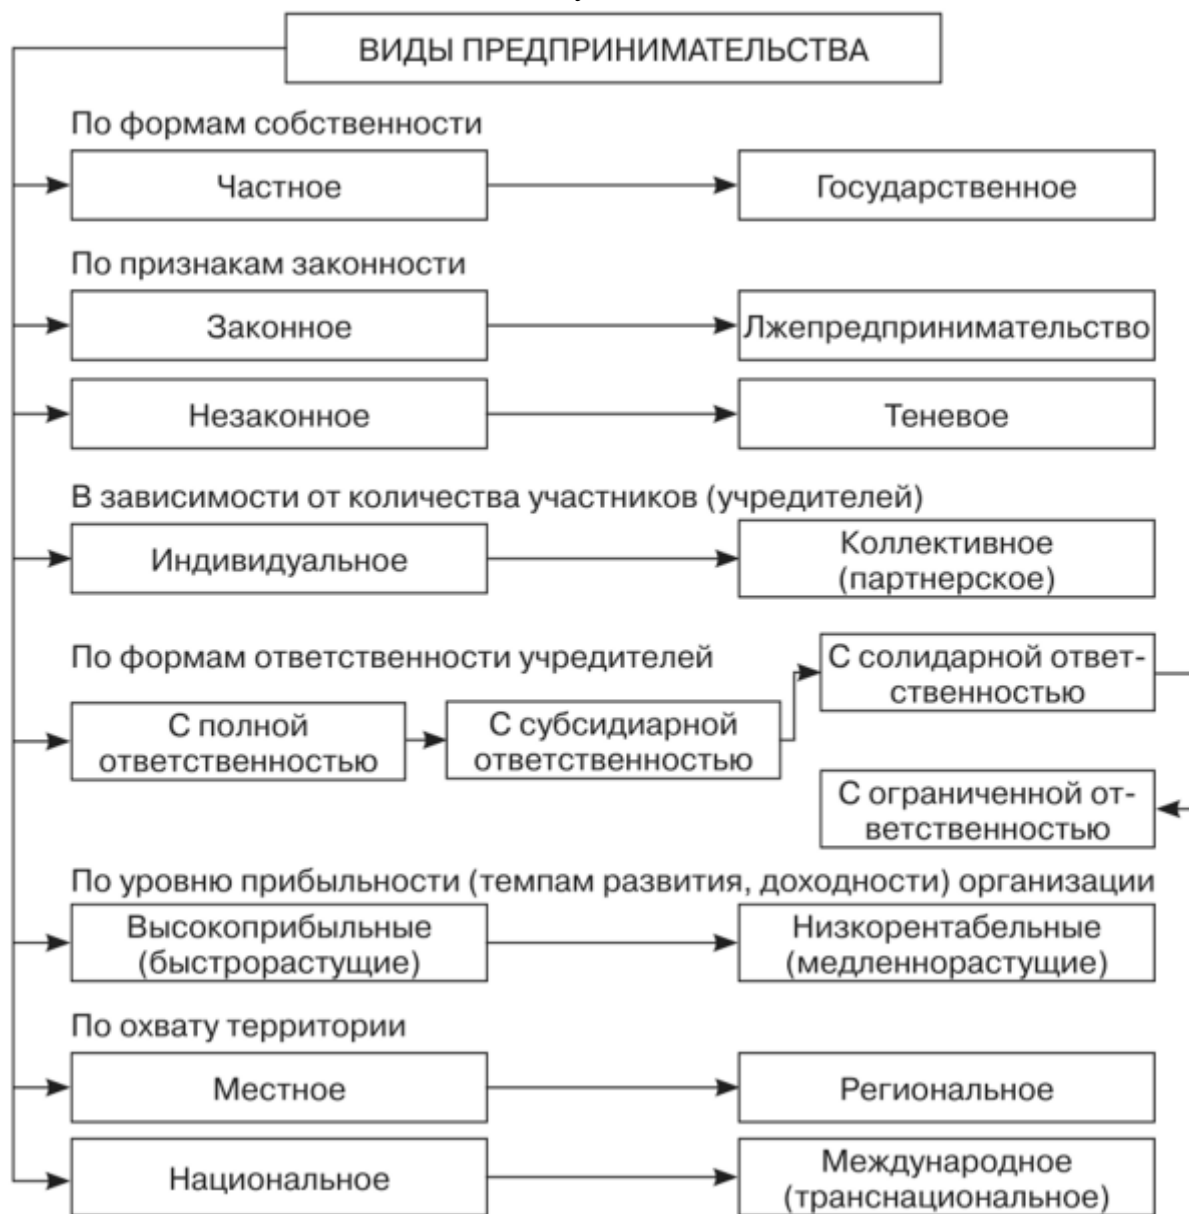 ВИДЫ ПРЕДПРИНИМАТЕЛЬСТВА
По формам собственности
Частное
Государственное
По признакам законности
Законное
Лжепредпринимательство
Незаконное
Теневое
В зависимости от количества участников (учредителей)
Индивидуальное
Коллективное
(партнерское)
По формам ответственности учредителей
С полной
ответственностью
С субсидиарной
ответственностью
С солидарной ответ-
ственностью
С ограниченной от-
ветственностью
По уровню прибыльности (темпам развития, доходности) организации
Высокоприбыльные
(быстрорастущие)
Низкорентабельные
(медленнорастущие)
По охвату территории
Местное
Региональное
Национальное
Международное
(транснациональное)